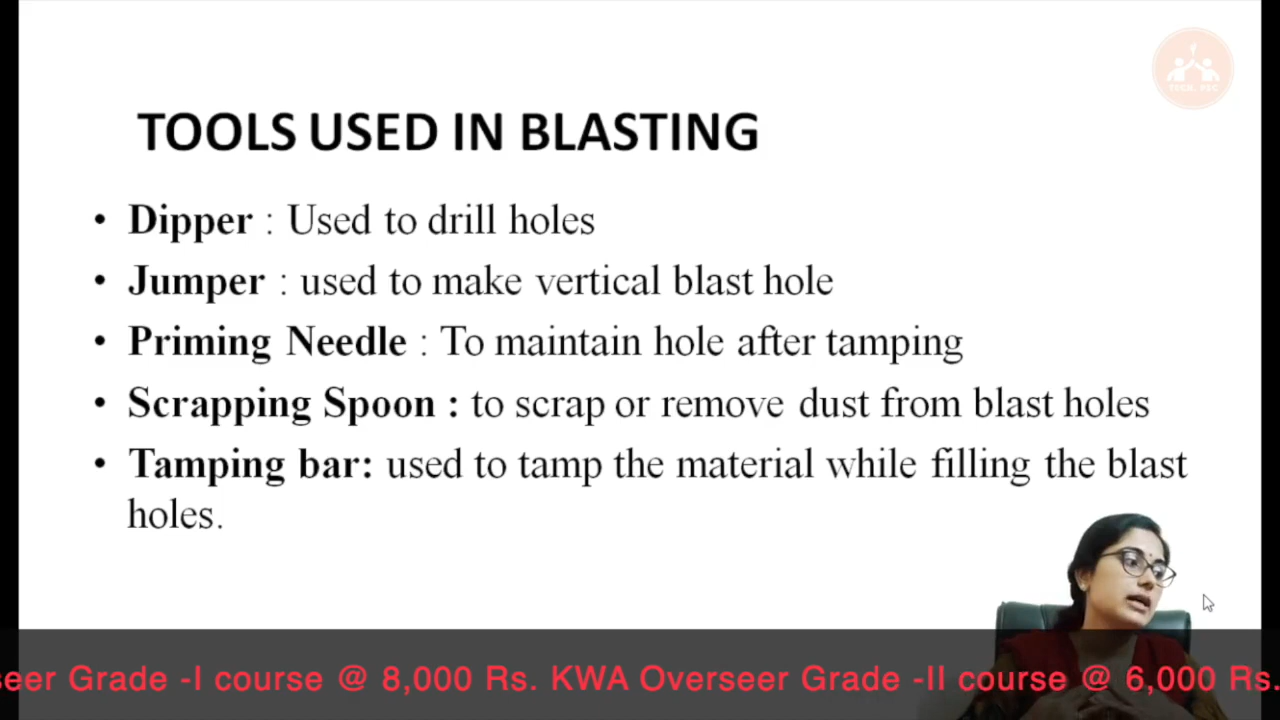 TECH. PSC
TOOLS USED IN BLASTING
• Dipper : Used to drill holes
• Jumper : used to make vertical blast hole
• Priming Needle : To maintain hole after tamping
• Scrapping Spoon : to scrap or remove dust from blast holes
• Tamping bar: used to tamp the material while filling the blast
holes.
seer Grade -I course @ 8,000 Rs. KWA Overseer Grade -II course @ 6,000 Rs.